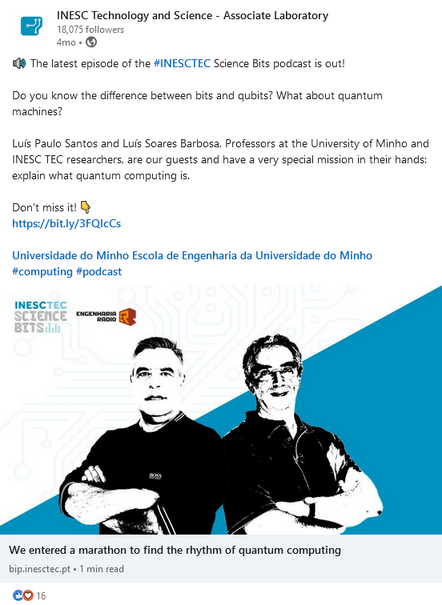 INESC Technology and Science - Associate Laboratory
18,075 followers
4mo •
The latest episode of the #INESCTEC Science Bits podcast is out!
Do you know the difference between bits and qubits? What about quantum
machines?
Luís Paulo Santos and Luís Soares Barbosa, Professors at the University of Minho and
INESC TEC researchers, are our guests and have a very special mission in their hands:
explain what quantum computing is.
Don't miss it! 👇
https://bit.ly/3FQIcCs
Universidade do Minho Escola de Engenharia da Universidade do Minho
#computing #podcast
INESCTEC
SCIENCE
BITS
ENGENHARIA
RÁDIO
BOSS
We entered a marathon to find the rhythm of quantum computing
bip.inesctec.pt • 1 min read
16